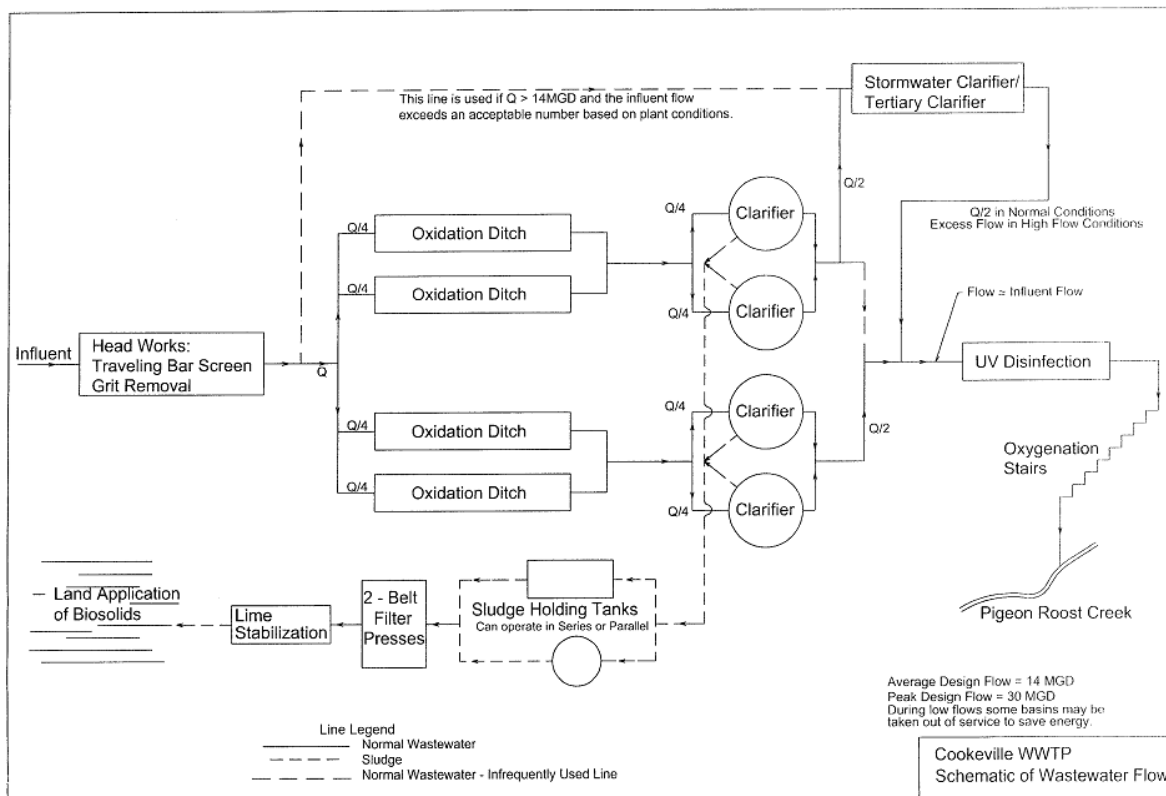 Stormwater Clarifier/
Tertiary Clarifier
This line is used if Q > 14MGD and the influent flow
exceeds an acceptable number based on plant conditions.
Q/2
Q/2 in Normal Conditions
Excess Flow in High Flow Conditions
Q/4
Oxidation Ditch
Q/4
Clarifier
Q/4
Oxidation Ditch
Q/4
Clarifier
Flow ≃ Influent Flow
Influent
Head Works:
Traveling Bar Screen
Grit Removal
Q
UV Disinfection
Q/4
Oxidation Ditch
Q/4
Clarifier
Q/2
Q/4
Oxidation Ditch
Q/4
Clarifier
Oxygenation
Stairs
Pigeon Roost Creek
Land Application
of Biosolids
Lime
Stabilization
2 - Belt
Filter
Presses
Sludge Holding Tanks
Can operate in Series or Parallel
Average Design Flow = 14 MGD
Peak Design Flow = 30 MGD
During low flows some basins may be
taken out of service to save energy.
Line Legend
Normal Wastewater
Sludge
Normal Wastewater - Infrequently Used Line
Cookeville WWTP
Schematic of Wastewater Flow